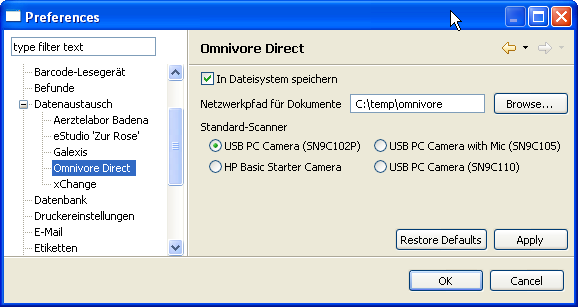 Preferences
type filter text
Barcode-Lesegerät
Befunde
Datenaustausch
Aerztelabor Badena
eStudio 'Zur Rose'
Galexis
Omnivore Direct
xChange
Datenbank
Druckereinstellungen
E-Mail
Etiketten
Omnivore Direct
In Dateisystem speichern
Netzwerkpfad für Dokumente C:\temp\omnivore Browse...
Standard-Scanner
USB PC Camera (SN9C102P) USB PC Camera with Mic (SN9C105)
HP Basic Starter Camera USB PC Camera (SN9C110)
Restore Defaults Apply
OK Cancel